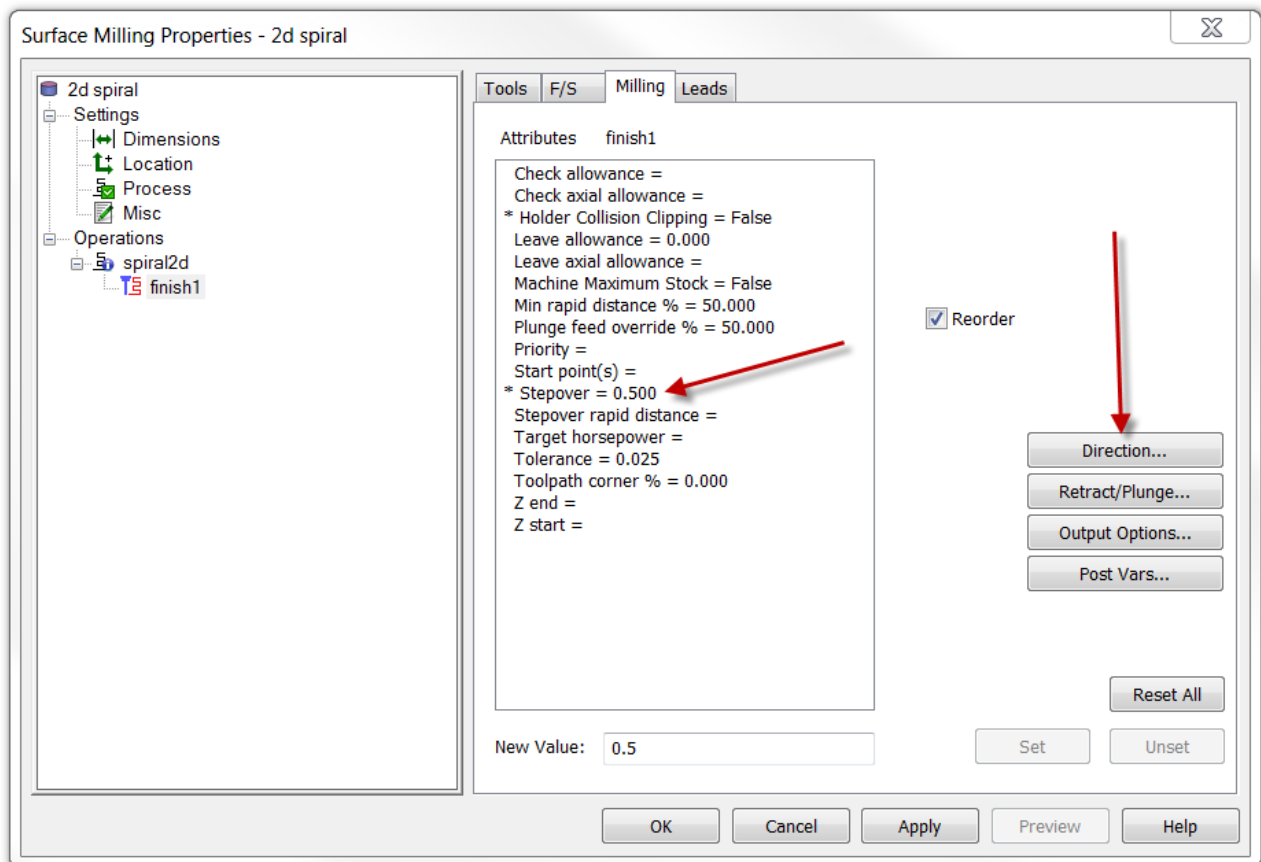 Surface Milling Properties - 2d spiral
2d spiral
Settings
Dimensions
Location
Process
Misc
Operations
spiral2d
finish1
Tools F/S Milling Leads
Attributes finish1
Check allowance =
Check axial allowance =
* Holder Collision Clipping = False
Leave allowance = 0.000
Leave axial allowance =
Machine Maximum Stock = False
Min rapid distance % = 50.000
Plunge feed override % = 50.000
Priority =
Start point(s) =
* Stepover = 0.500
Stepover rapid distance =
Target horsepower =
Tolerance = 0.025
Toolpath corner % = 0.000
Z end =
Z start =
Reorder
Direction...
Retract/Plunge...
Output Options...
Post Vars...
Reset All
New Value: 0.5 Set Unset
OK Cancel Apply Preview Help